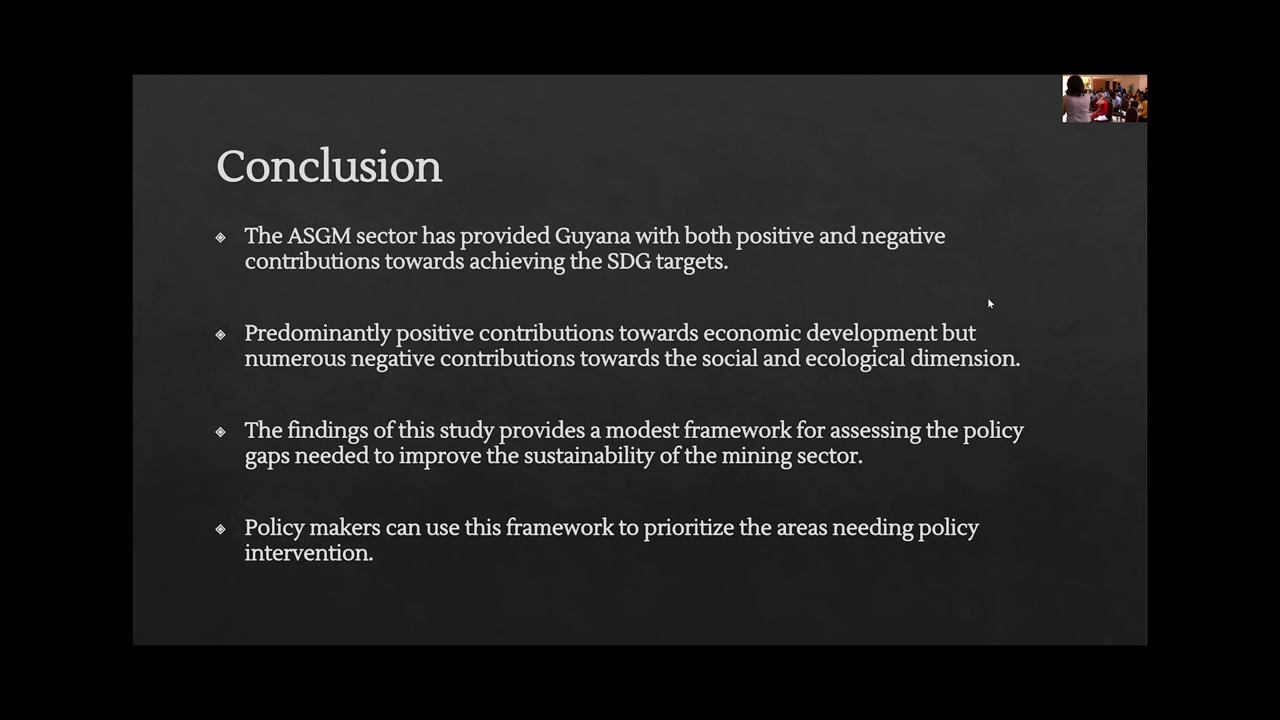 Conclusion
The ASGM sector has provided Guyana with both positive and negative
contributions towards achieving the SDG targets.
Predominantly positive contributions towards economic development but
numerous negative contributions towards the social and ecological dimension.
The findings of this study provides a modest framework for assessing the policy
gaps needed to improve the sustainability of the mining sector.
Policy makers can use this framework to prioritize the areas needing policy
intervention.